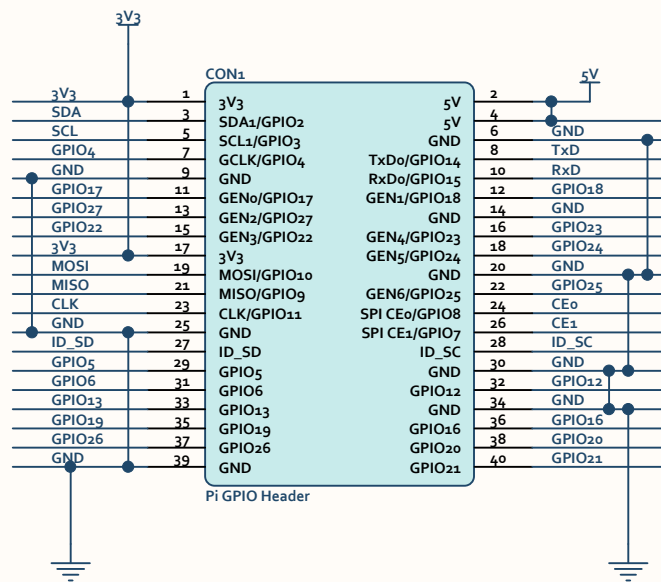 3V3
CON1
5V
3V3 1 3V3 5V 2
SDA 3 SDA1/GPIO2 5V 4
SCL 5 SCL1/GPIO3 GND 6 GND
GPIO4 7 GCLK/GPIO4 TxD0/GPIO14 8 TxD
GND 9 GND RxD0/GPIO15 10 RxD
GPIO17 11 GEN0/GPIO17 GEN1/GPIO18 12 GPIO18
GPIO27 13 GEN2/GPIO27 GND 14 GND
GPIO22 15 GEN3/GPIO22 GEN4/GPIO23 16 GPIO23
3V3 17 3V3 GEN5/GPIO24 18 GPIO24
MOSI 19 MOSI/GPIO10 GND 20 GND
MISO 21 MISO/GPIO9 GEN6/GPIO25 22 GPIO25
CLK 23 CLK/GPIO11 SPI CE0/GPIO8 24 CE0
GND 25 GND SPI CE1/GPIO7 26 CE1
ID_SD 27 ID_SD ID_SC 28 ID_SC
GPIO5 29 GPIO5 GND 30 GND
GPIO6 31 GPIO6 GPIO12 32 GPIO12
GPIO13 33 GPIO13 GND 34 GND
GPIO19 35 GPIO19 GPIO16 36 GPIO16
GPIO26 37 GPIO26 GPIO20 38 GPIO20
GND 39 GND GPIO21 40 GPIO21
Pi GPIO Header